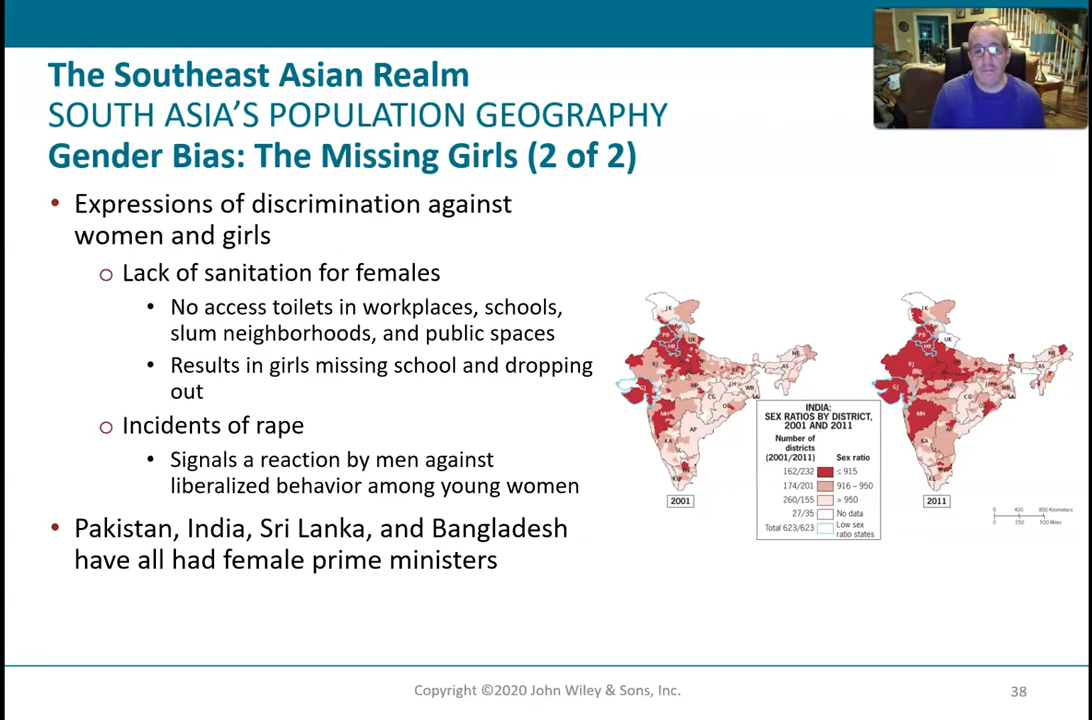 The Southeast Asian Realm
SOUTH ASIA'S POPULATION GEOGRAPHY
Gender Bias: The Missing Girls (2 of 2)
• Expressions of discrimination against
women and girls
o Lack of sanitation for females
• No access toilets in workplaces, schools,
slum neighborhoods, and public spaces
• Results in girls missing school and dropping
out
o Incidents of rape
• Signals a reaction by men against
liberalized behavior among young women
• Pakistan, India, Sri Lanka, and Bangladesh
have all had female prime ministers
INDIA:
SEX RATIOS BY DISTRICT,
2001 AND 2011
Number of
districts
(2001/2011) Sex ratio
162/232 ≤ 915
174/201 916 – 950
260/155 > 950
27/35 No data
Total 623/623 Low sex
ratio states
2001
2011
0 400 800 Kilometers
0 250 500 Miles
Copyright ©2020 John Wiley & Sons, Inc.
38